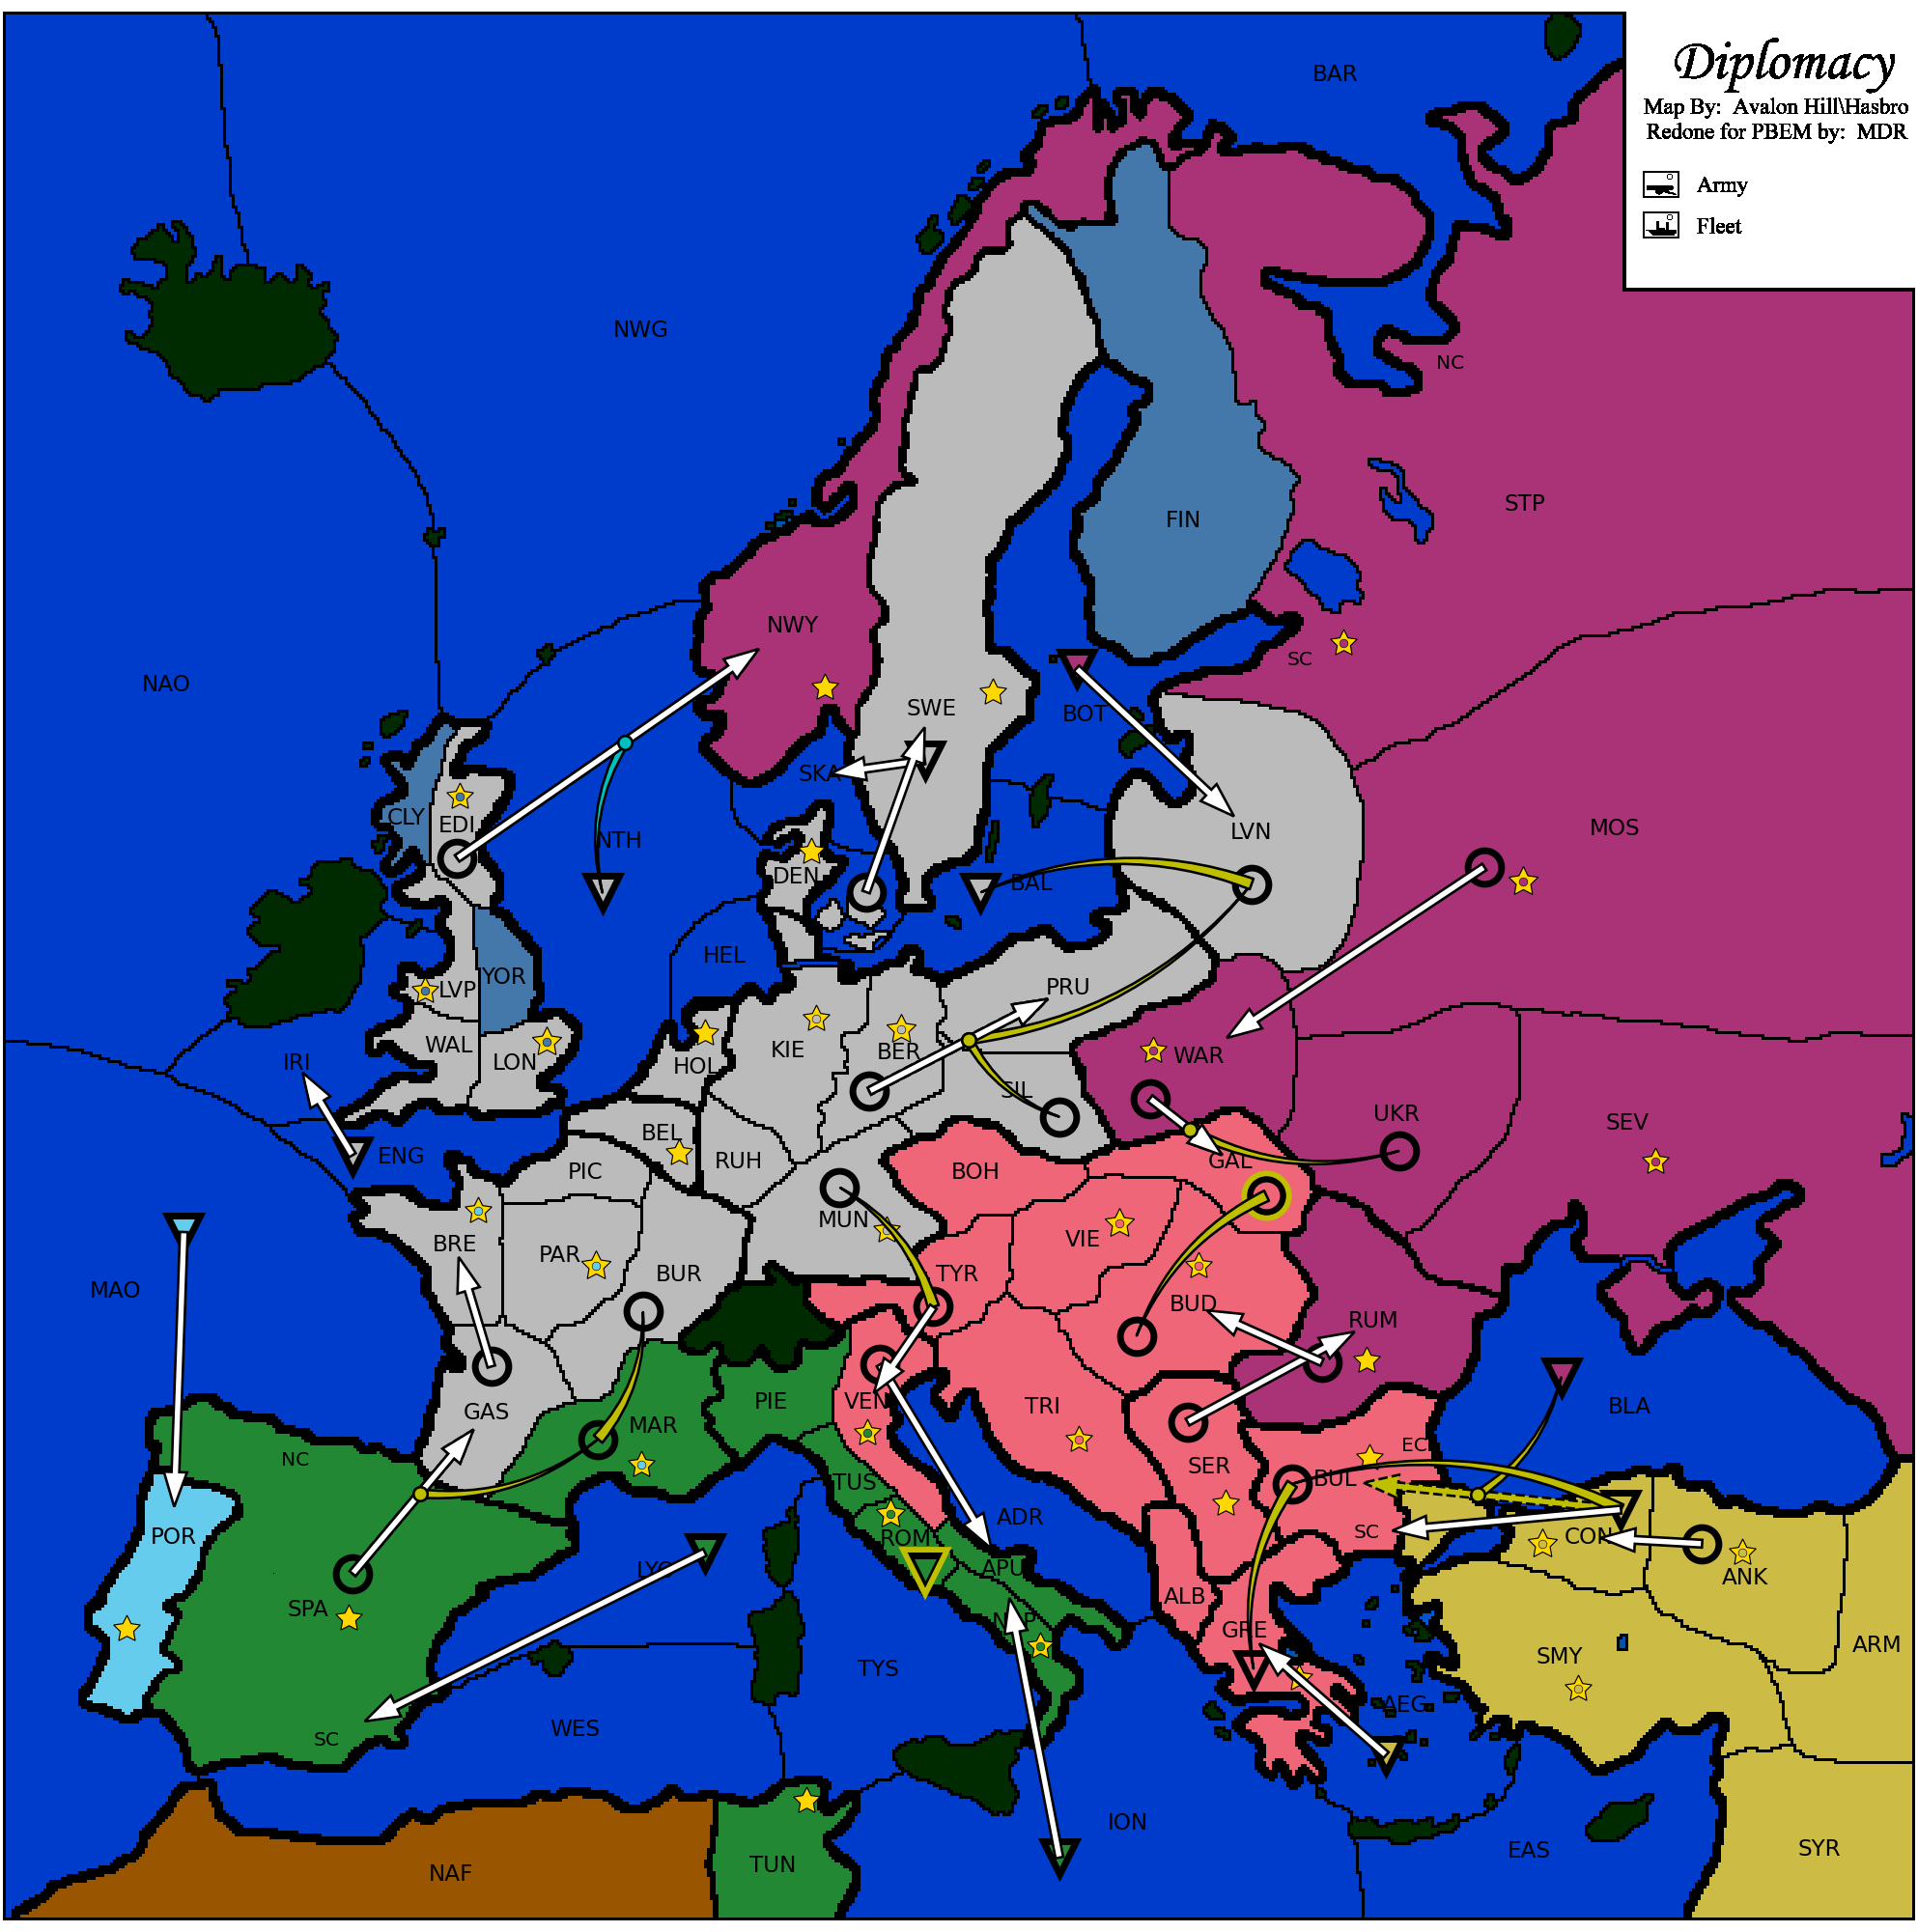 Diplomacy
Map By:  Avalon Hill\Hasbro
Redone for PBEM by:  MDR
Army
Fleet
BAR
NWG
NC
STP
FIN
NWY
NAO
SC
SWE
BOT
SKA
CLY
EDI
NTH
LVN
MOS
DEN
BAL
HEL
YOR
LVP
PRU
WAL
LON
IRI
HOL
KIE
BER
WAR
SIL
UKR
SEV
BEL
ENG
PIC
RUH
BOH
GAL
MUN
BRE
PAR
BUR
VIE
TYR
MAO
BUD
RUM
GAS
MAR
PIE
VEN
TRI
BLA
NC
EC
SER
BUL
TUS
POR
ROM
ADR
SC
CON
LYO
APU
ANK
SPA
ALB
NAP
GRE
SMY
ARM
TYS
AEG
WES
SC
ION
EAS
SYR
NAF
TUN